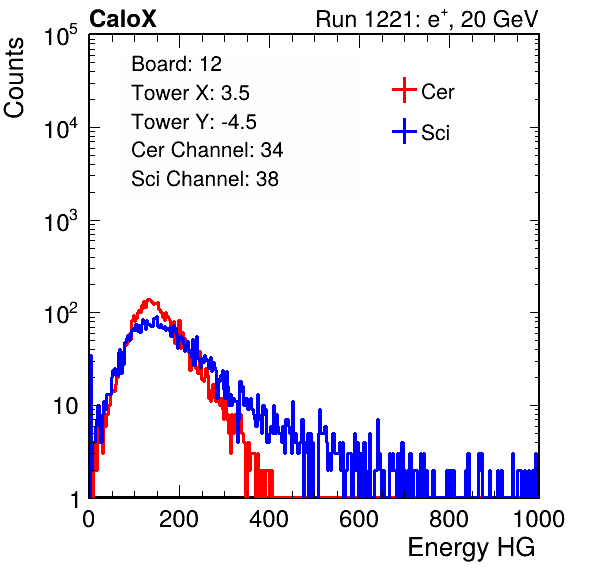 CaloX Run 1221: e⁺, 20 GeV
Counts
10⁵
10⁴
10³
10²
10
1
Board: 12
Tower X: 3.5
Tower Y: -4.5
Cer Channel: 34
Sci Channel: 38
Cer
Sci
0 200 400 600 800 1000
Energy HG